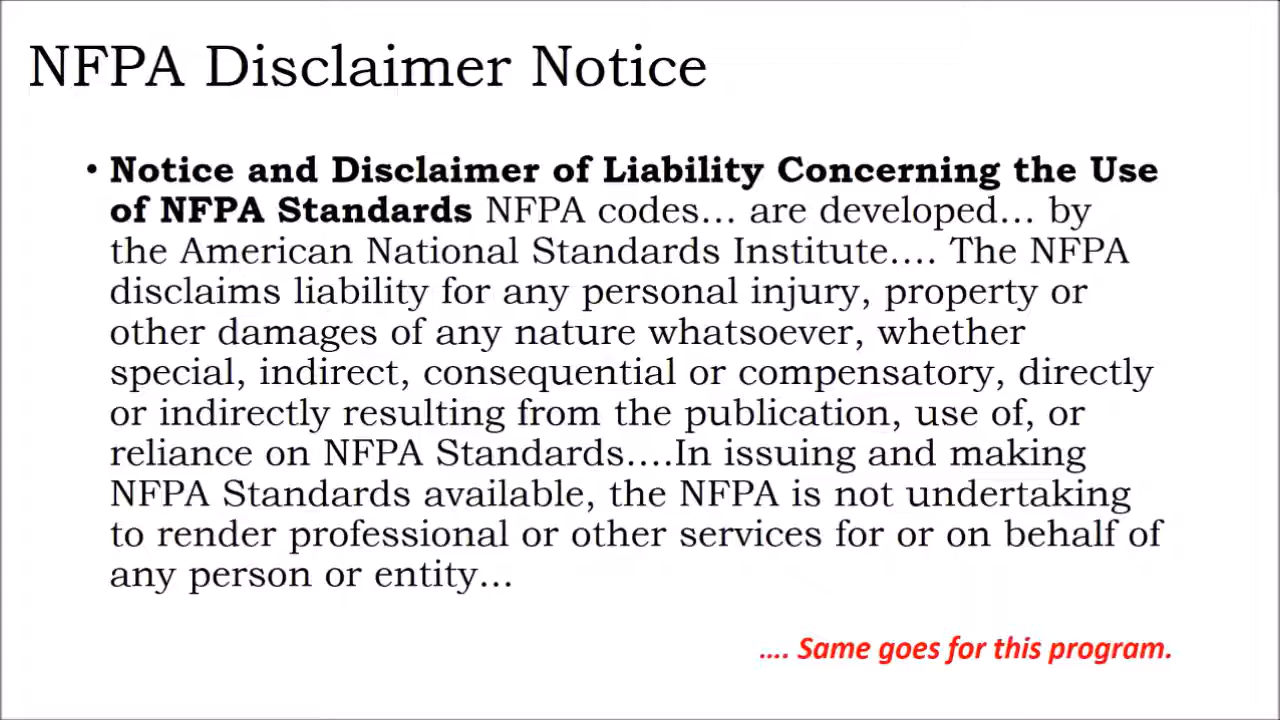 NFPA Disclaimer Notice
• Notice and Disclaimer of Liability Concerning the Use
of NFPA Standards NFPA codes… are developed… by
the American National Standards Institute…. The NFPA
disclaims liability for any personal injury, property or
other damages of any nature whatsoever, whether
special, indirect, consequential or compensatory, directly
or indirectly resulting from the publication, use of, or
reliance on NFPA Standards….In issuing and making
NFPA Standards available, the NFPA is not undertaking
to render professional or other services for or on behalf of
any person or entity…
…. Same goes for this program.